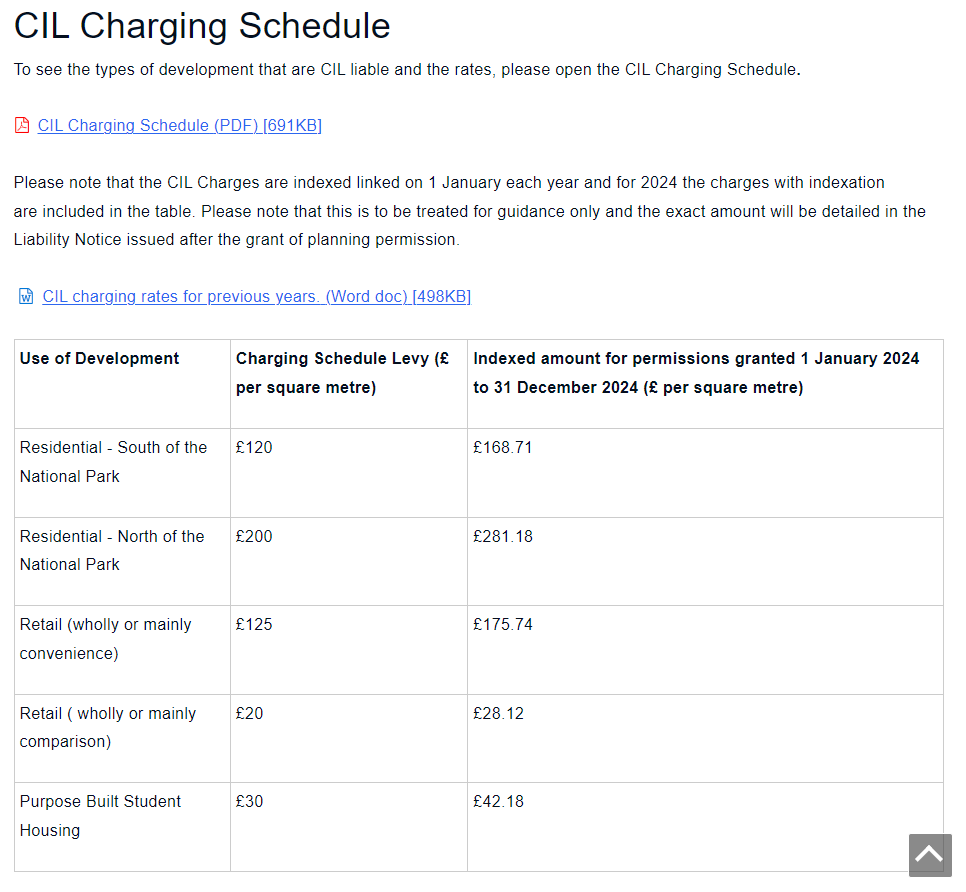 CIL Charging Schedule
To see the types of development that are CIL liable and the rates, please open the CIL Charging Schedule.
CIL Charging Schedule (PDF) [691KB]
Please note that the CIL Charges are indexed linked on 1 January each year and for 2024 the charges with indexation
are included in the table. Please note that this is to be treated for guidance only and the exact amount will be detailed in the
Liability Notice issued after the grant of planning permission.
CIL charging rates for previous years. (Word doc) [498KB]
Use of Development
Charging Schedule Levy (£
per square metre)
Indexed amount for permissions granted 1 January 2024
to 31 December 2024 (£ per square metre)
Residential - South of the
National Park
£120
£168.71
Residential - North of the
National Park
£200
£281.18
Retail (wholly or mainly
convenience)
£125
£175.74
Retail ( wholly or mainly
comparison)
£20
£28.12
Purpose Built Student
Housing
£30
£42.18